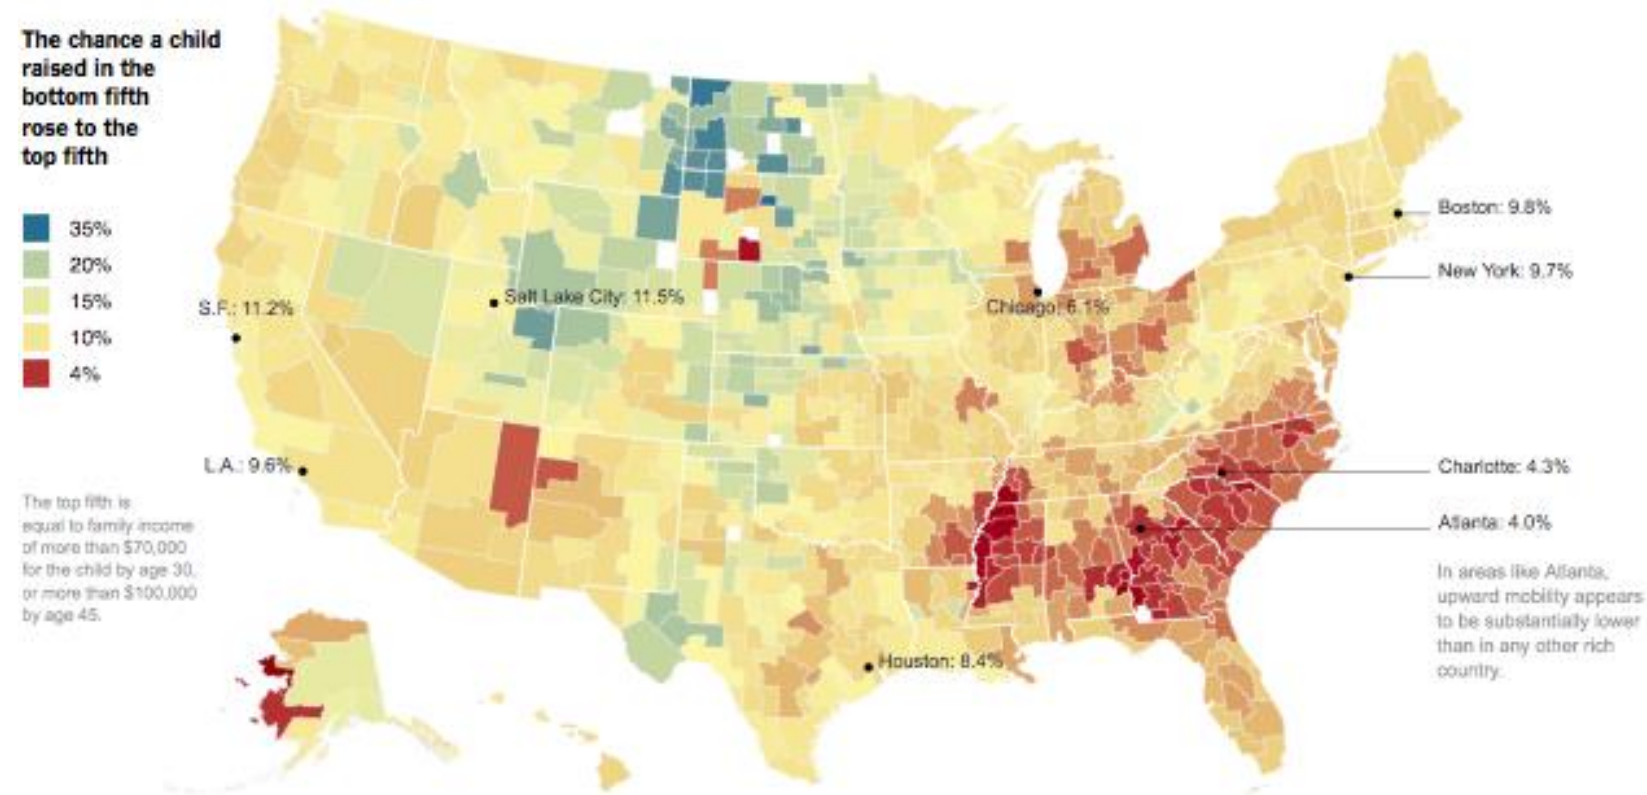 The chance a child
raised in the
bottom fifth
rose to the
top fifth
35%
20%
15%
10%
4%
S.F.: 11.2%
Salt Lake City: 11.5%
Chicago: 6.1%
Boston: 9.8%
New York: 9.7%
L.A.: 9.6%
Charlotte: 4.3%
Atlanta: 4.0%
Houston: 8.4%
The top fifth is
equal to family income
of more than $70,000
for the child by age 30,
or more than $100,000
by age 45.
In areas like Atlanta,
upward mobility appears
to be substantially lower
than in any other rich
country.